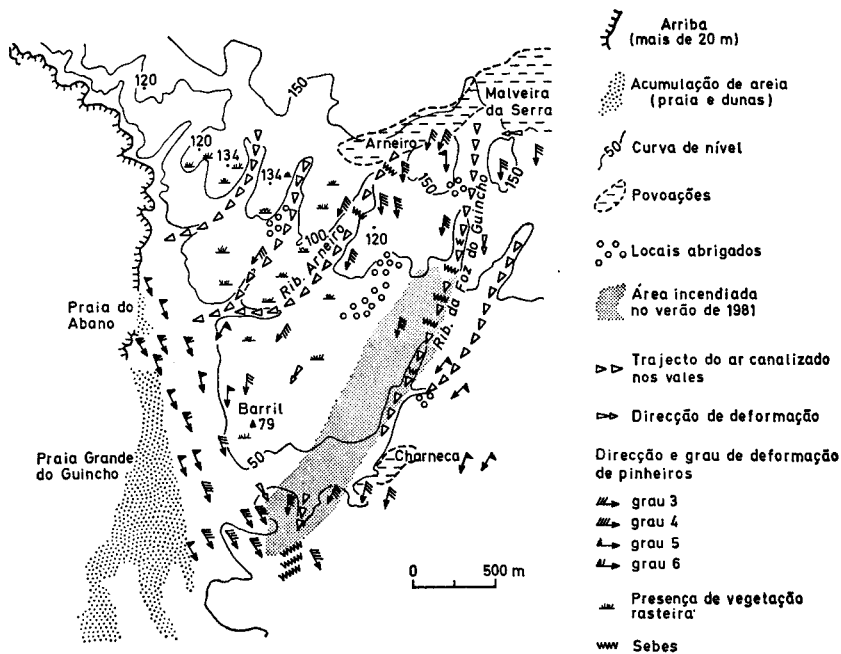 120
150
Malveira
da Serra
Arneiro
120
134
134
150
150
100
120
Rib. Arneiro
Rib. da Foz do Guincho
Praia do
Abano
Barril
79
Praia Grande
do Guincho
50
Charneca
0 500 m
Arriba
(mais de 20 m)
Acumulação de areia
(praia e dunas)
50
Curva de nível
Povoações
Locais abrigados
Área incendiada
no verão de 1981
Trajecto do ar canalizado
nos vales
Direcção de deformação
Direcção e grau de deformação
de pinheiros
grau 3
grau 4
grau 5
grau 6
Presença de vegetação
rasteira
Sebes